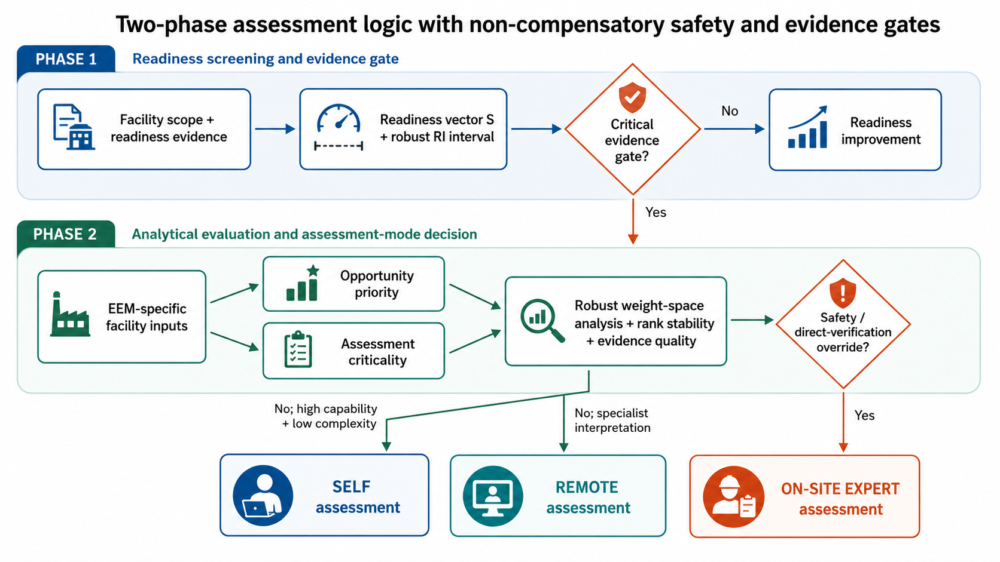 Two-phase assessment logic with non-compensatory safety and evidence gates
PHASE 1
Readiness screening and evidence gate
Facility scope +
readiness evidence
Readiness vector S
+ robust RI interval
Critical
evidence
gate?
No
Readiness
improvement
Yes
PHASE 2
Analytical evaluation and assessment-mode decision
EEM-specific
facility inputs
Opportunity
priority
Assessment
criticality
Robust weight-space
analysis + rank stability
+ evidence quality
Safety /
direct-verification
override?
No; high capability
+ low complexity
No; specialist
interpretation
Yes
SELF
assessment
REMOTE
assessment
ON-SITE EXPERT
assessment